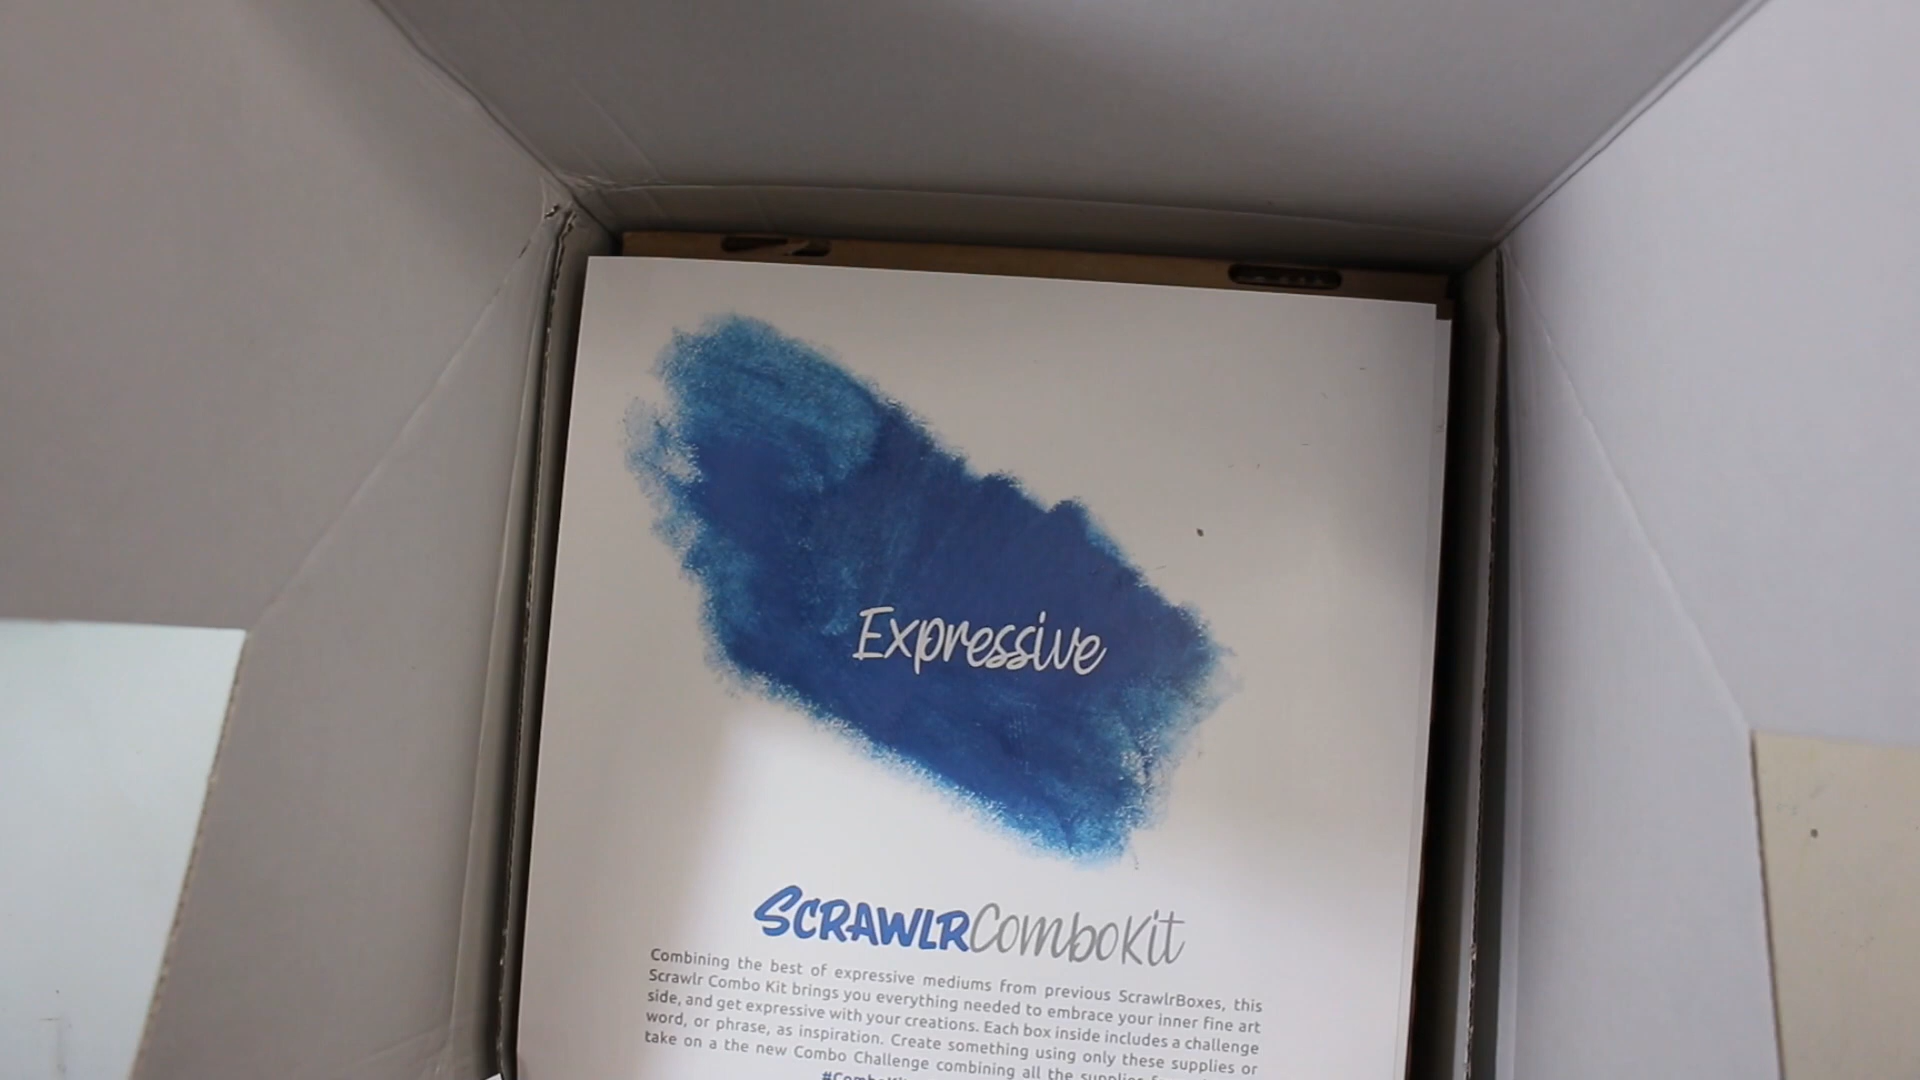 Expressive
SCRAWLRComboKit
Combining the best of expressive mediums from previous ScrawlrBoxes, this
Scrawlr Combo Kit brings you everything needed to embrace your inner fine art
side, and get expressive with your creations. Each box inside includes a challenge
word, or phrase, as inspiration. Create something using only these supplies or
take on a the new Combo Challenge combining all the supplies